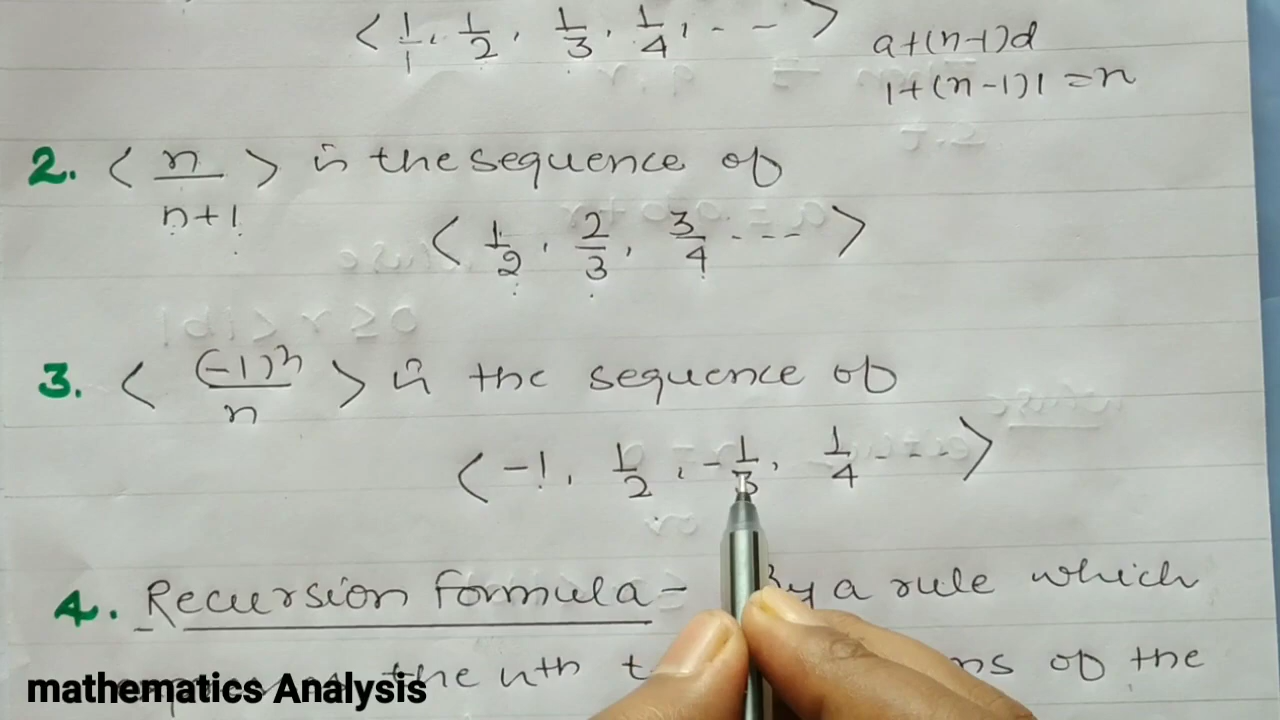 < 1/1, 1/2, 1/3, 1/4, - - >
a+(n-1)d
1+(n-1)1 = n
2. < n/n+1 > is the sequence of
< 1/2, 2/3, 3/4 - - - >
3. < (-1)^n/n > is the sequence of
< -1, 1/2, -1/3, 1/4 - - - >
4. Recursion formula = By a rule which
the nth of the
mathematics Analysis